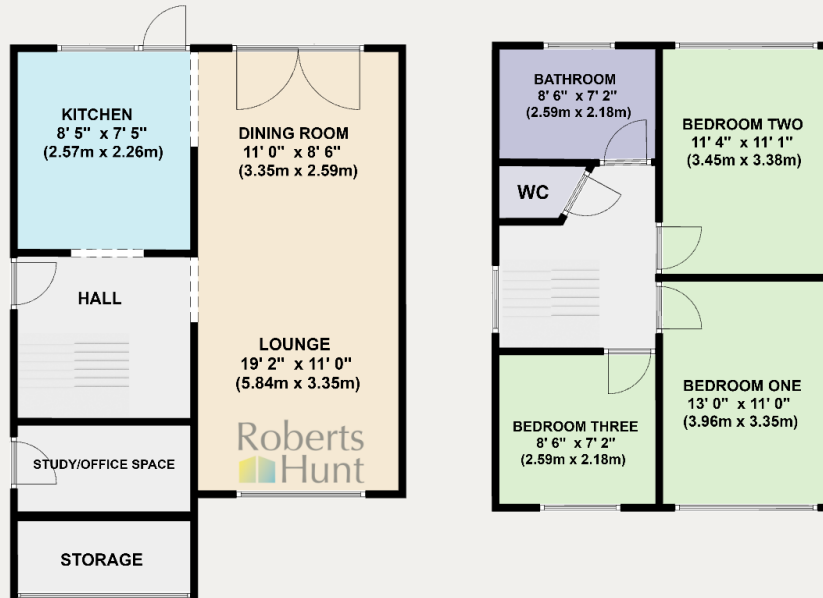 KITCHEN
8' 5" x 7' 5"
(2.57m x 2.26m)
DINING ROOM
11' 0" x 8' 6"
(3.35m x 2.59m)
HALL
LOUNGE
19' 2" x 11' 0"
(5.84m x 3.35m)
Roberts
Hunt
STUDY/OFFICE SPACE
STORAGE
BATHROOM
8' 6" x 7' 2"
(2.59m x 2.18m)
BEDROOM TWO
11' 4" x 11' 1"
(3.45m x 3.38m)
WC
BEDROOM ONE
13' 0" x 11' 0"
(3.96m x 3.35m)
BEDROOM THREE
8' 6" x 7' 2"
(2.59m x 2.18m)